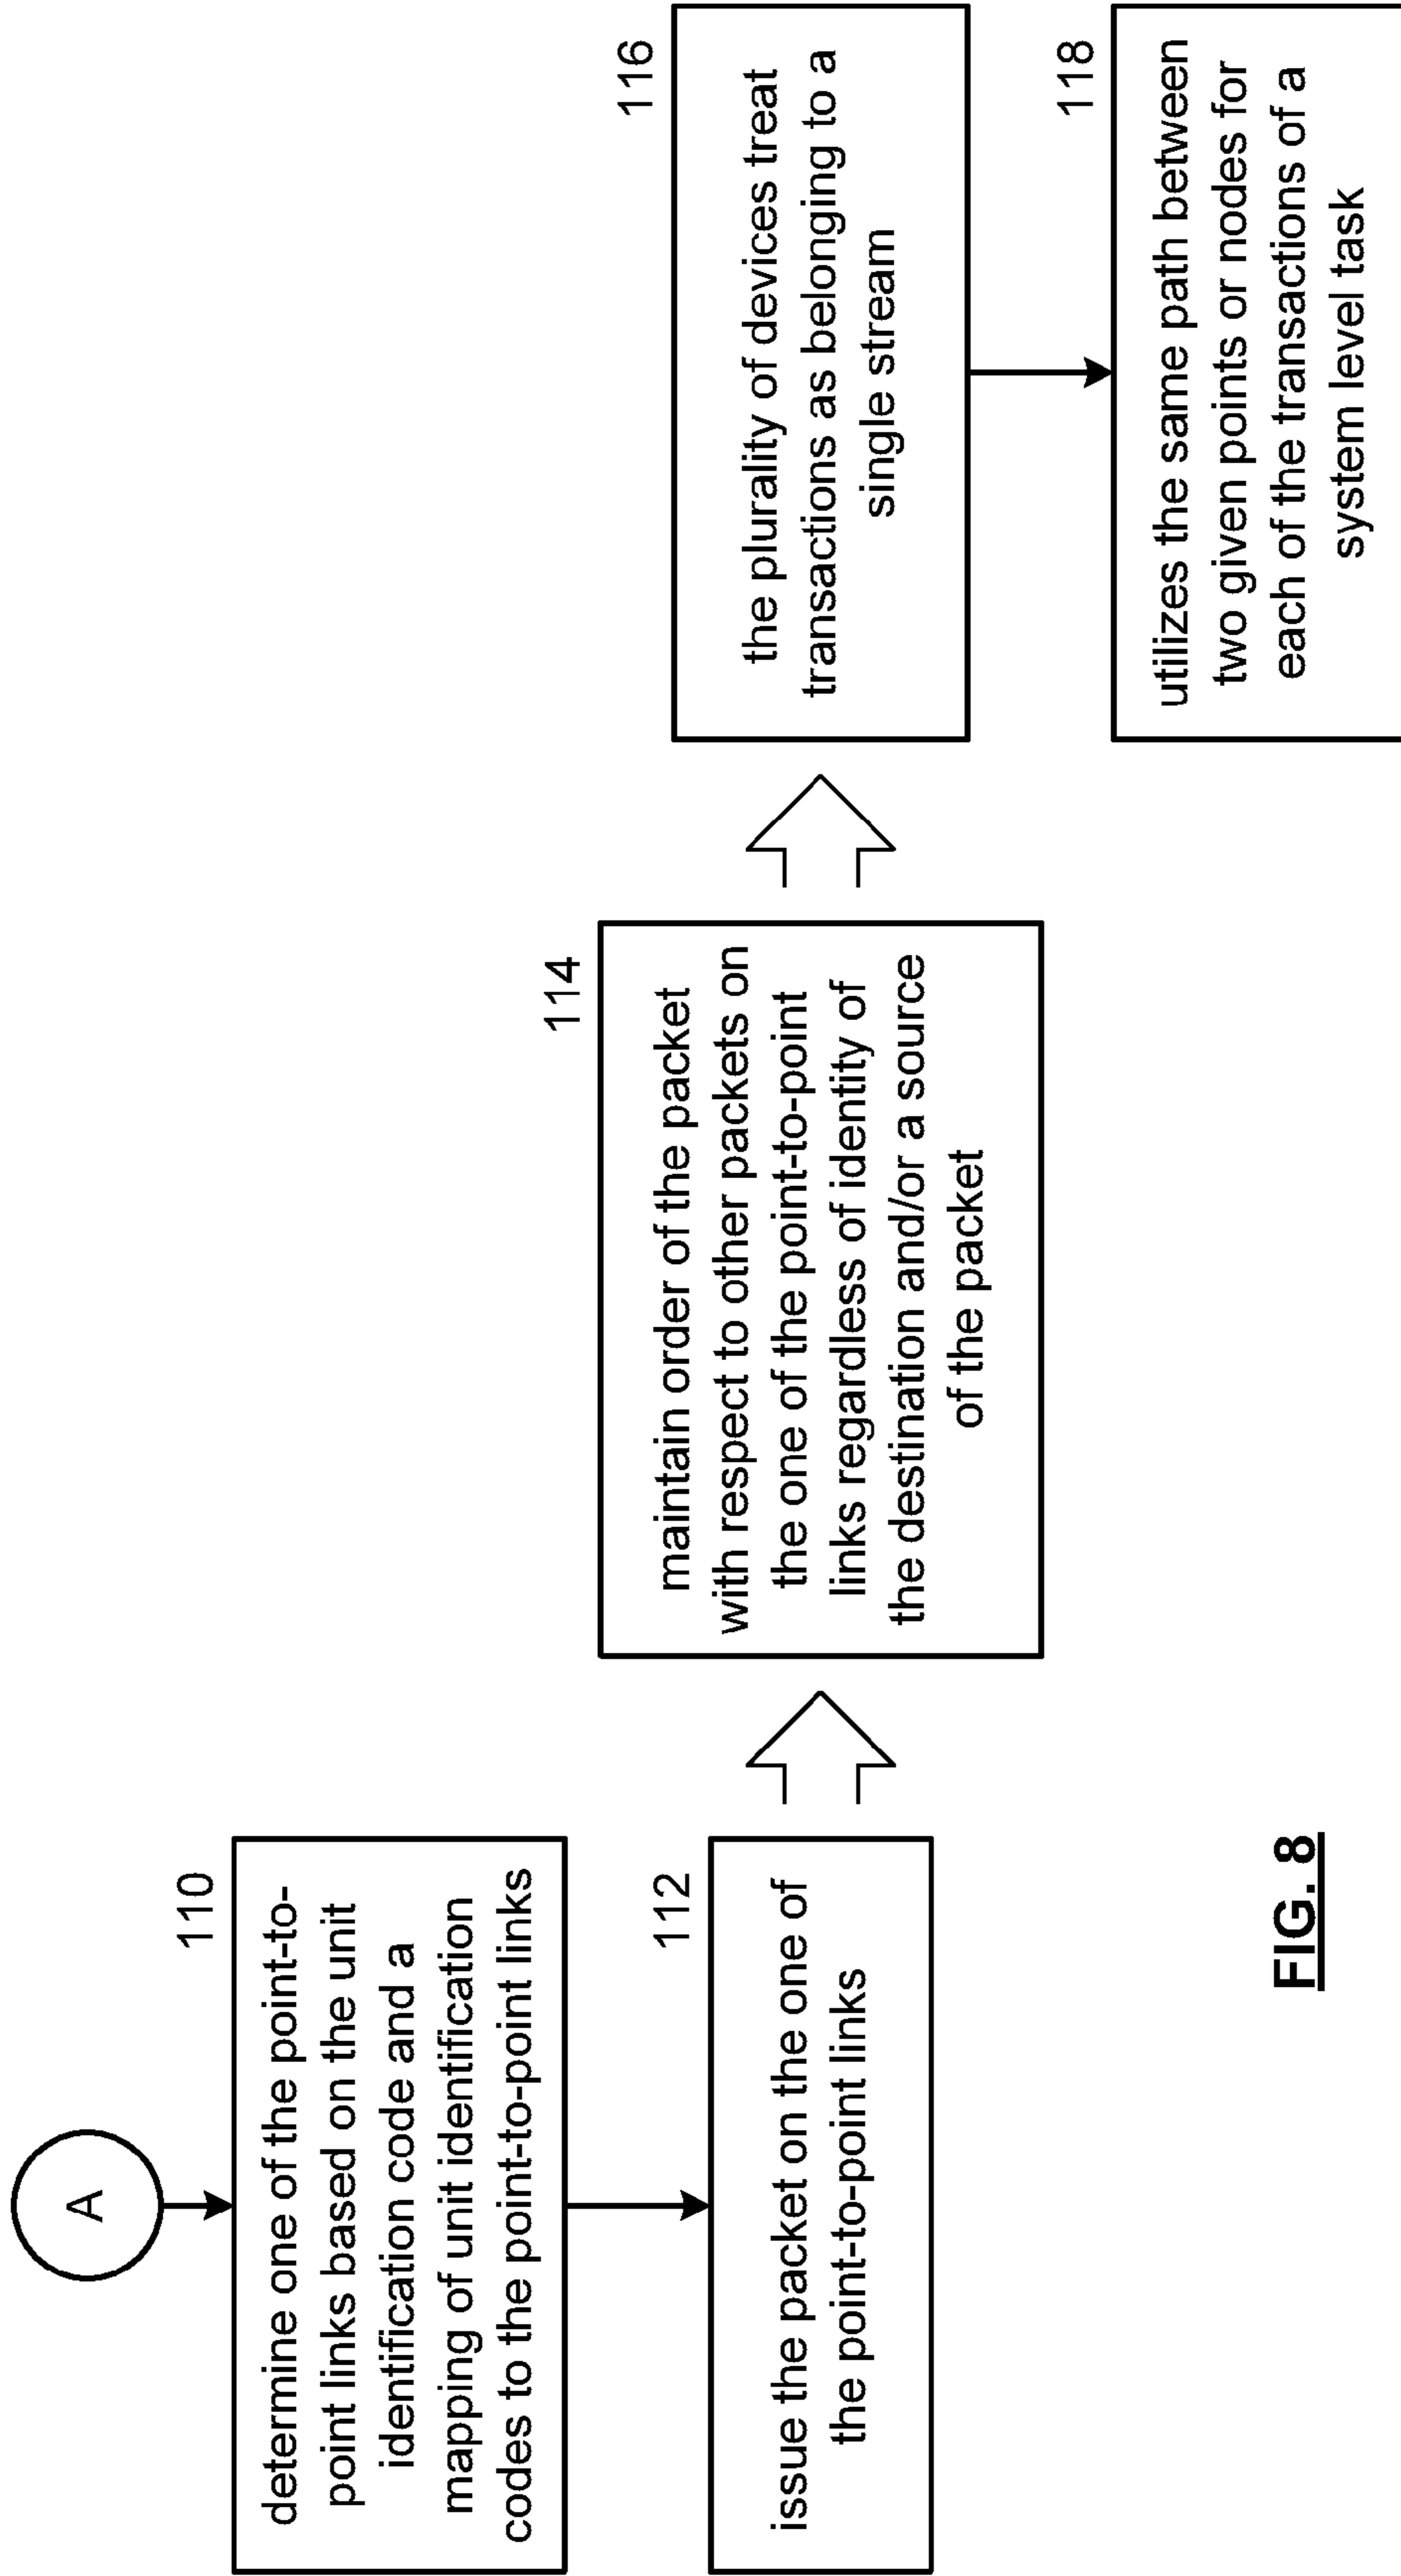 A
110
determine one of the point-to-
point links based on the unit
identification code and a
mapping of unit identification
codes to the point-to-point links
112
issue the packet on the one of
the point-to-point links
114
maintain order of the packet
with respect to other packets on
the one of the point-to-point
links regardless of identity of
the destination and/or a source
of the packet
116
the plurality of devices treat
transactions as belonging to a
single stream
118
utilizes the same path between
two given points or nodes for
each of the transactions of a
system level task
FIG. 8